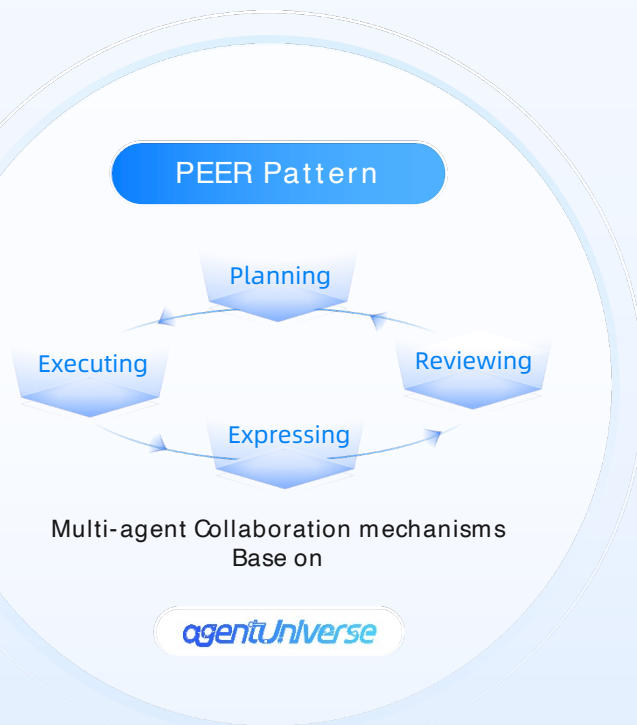 PEER Pattern
Planning
Executing
Reviewing
Expressing
Multi-agent Collaboration mechanisms
Base on
agentUniverse